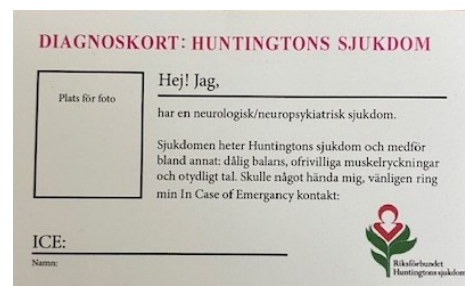 DIAGNOSKORT: HUNTINGTONS SJUKDOM
Plats för foto
Hej! Jag,
har en neurologisk/neuropsykiatrisk sjukdom.
Sjukdomen heter Huntingtons sjukdom och medför
bland annat: dålig balans, ofrivilliga muskelryckningar
och otydligt tal. Skulle något hända mig, vänligen ring
min In Case of Emergancy kontakt:
ICE:
Namn:
Riksförbundet
Huntingtons sjukdom